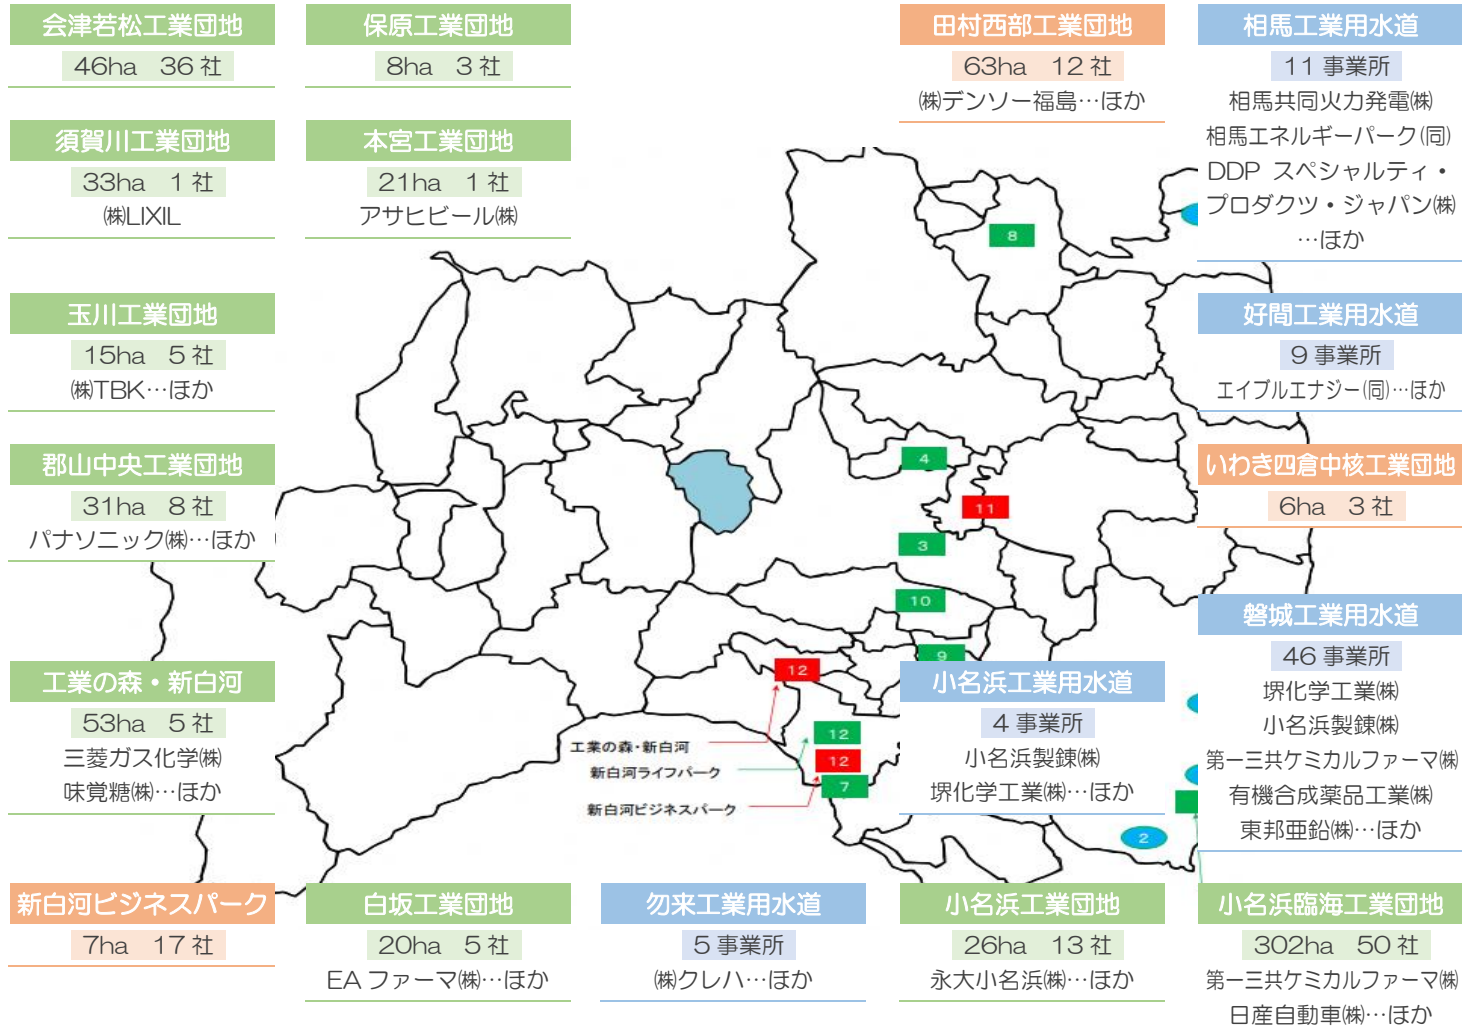 会津若松工業団地
46ha 36 社
保原工業団地
8ha 3 社
田村西部工業団地
63ha 12 社
㈱デンソー福島…ほか
相馬工業用水道
11 事業所
相馬共同火力発電㈱
相馬エネルギーパーク(同)
DDP スペシャルティ・
プロダクツ・ジャパン㈱
…ほか
須賀川工業団地
33ha 1 社
㈱LIXIL
本宮工業団地
21ha 1 社
アサヒビール㈱
玉川工業団地
15ha 5 社
㈱TBK…ほか
好間工業用水道
9 事業所
エイブルエナジー(同)…ほか
郡山中央工業団地
31ha 8 社
パナソニック㈱…ほか
いわき四倉中核工業団地
6ha 3 社
8
4
11
3
10
9
12
12
12
7
2
工業の森・新白河
新白河ライフパーク
新白河ビジネスパーク
工業の森・新白河
53ha 5 社
三菱ガス化学㈱
味覚糖㈱…ほか
小名浜工業用水道
4 事業所
小名浜製錬㈱
堺化学工業㈱…ほか
磐城工業用水道
46 事業所
堺化学工業㈱
小名浜製錬㈱
第一三共ケミカルファーマ㈱
有機合成薬品工業㈱
東邦亜鉛㈱…ほか
新白河ビジネスパーク
7ha 17 社
白坂工業団地
20ha 5 社
EA ファーマ㈱…ほか
勿来工業用水道
5 事業所
㈱クレハ…ほか
小名浜工業団地
26ha 13 社
永大小名浜㈱…ほか
小名浜臨海工業団地
302ha 50 社
第一三共ケミカルファーマ㈱
日産自動車㈱…ほか